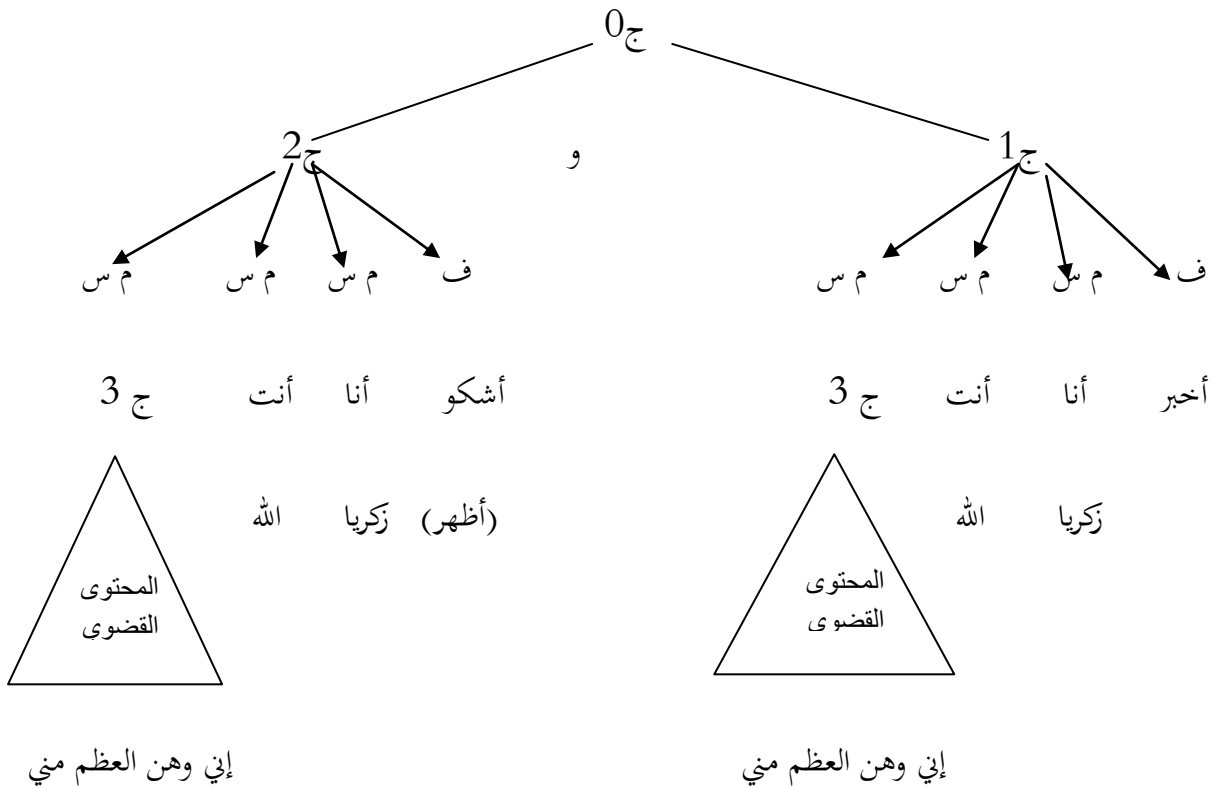 ج0
ج1 و ج2
ف م س م س م س ف م س م س م س
أخبر أنا أنت ج 3 أشكو أنا أنت ج 3
زكريا الله (أظهر) زكريا الله
المحتوى المحتوى
القضوي القضوي
إني وهن العظم مني إني وهن العظم مني